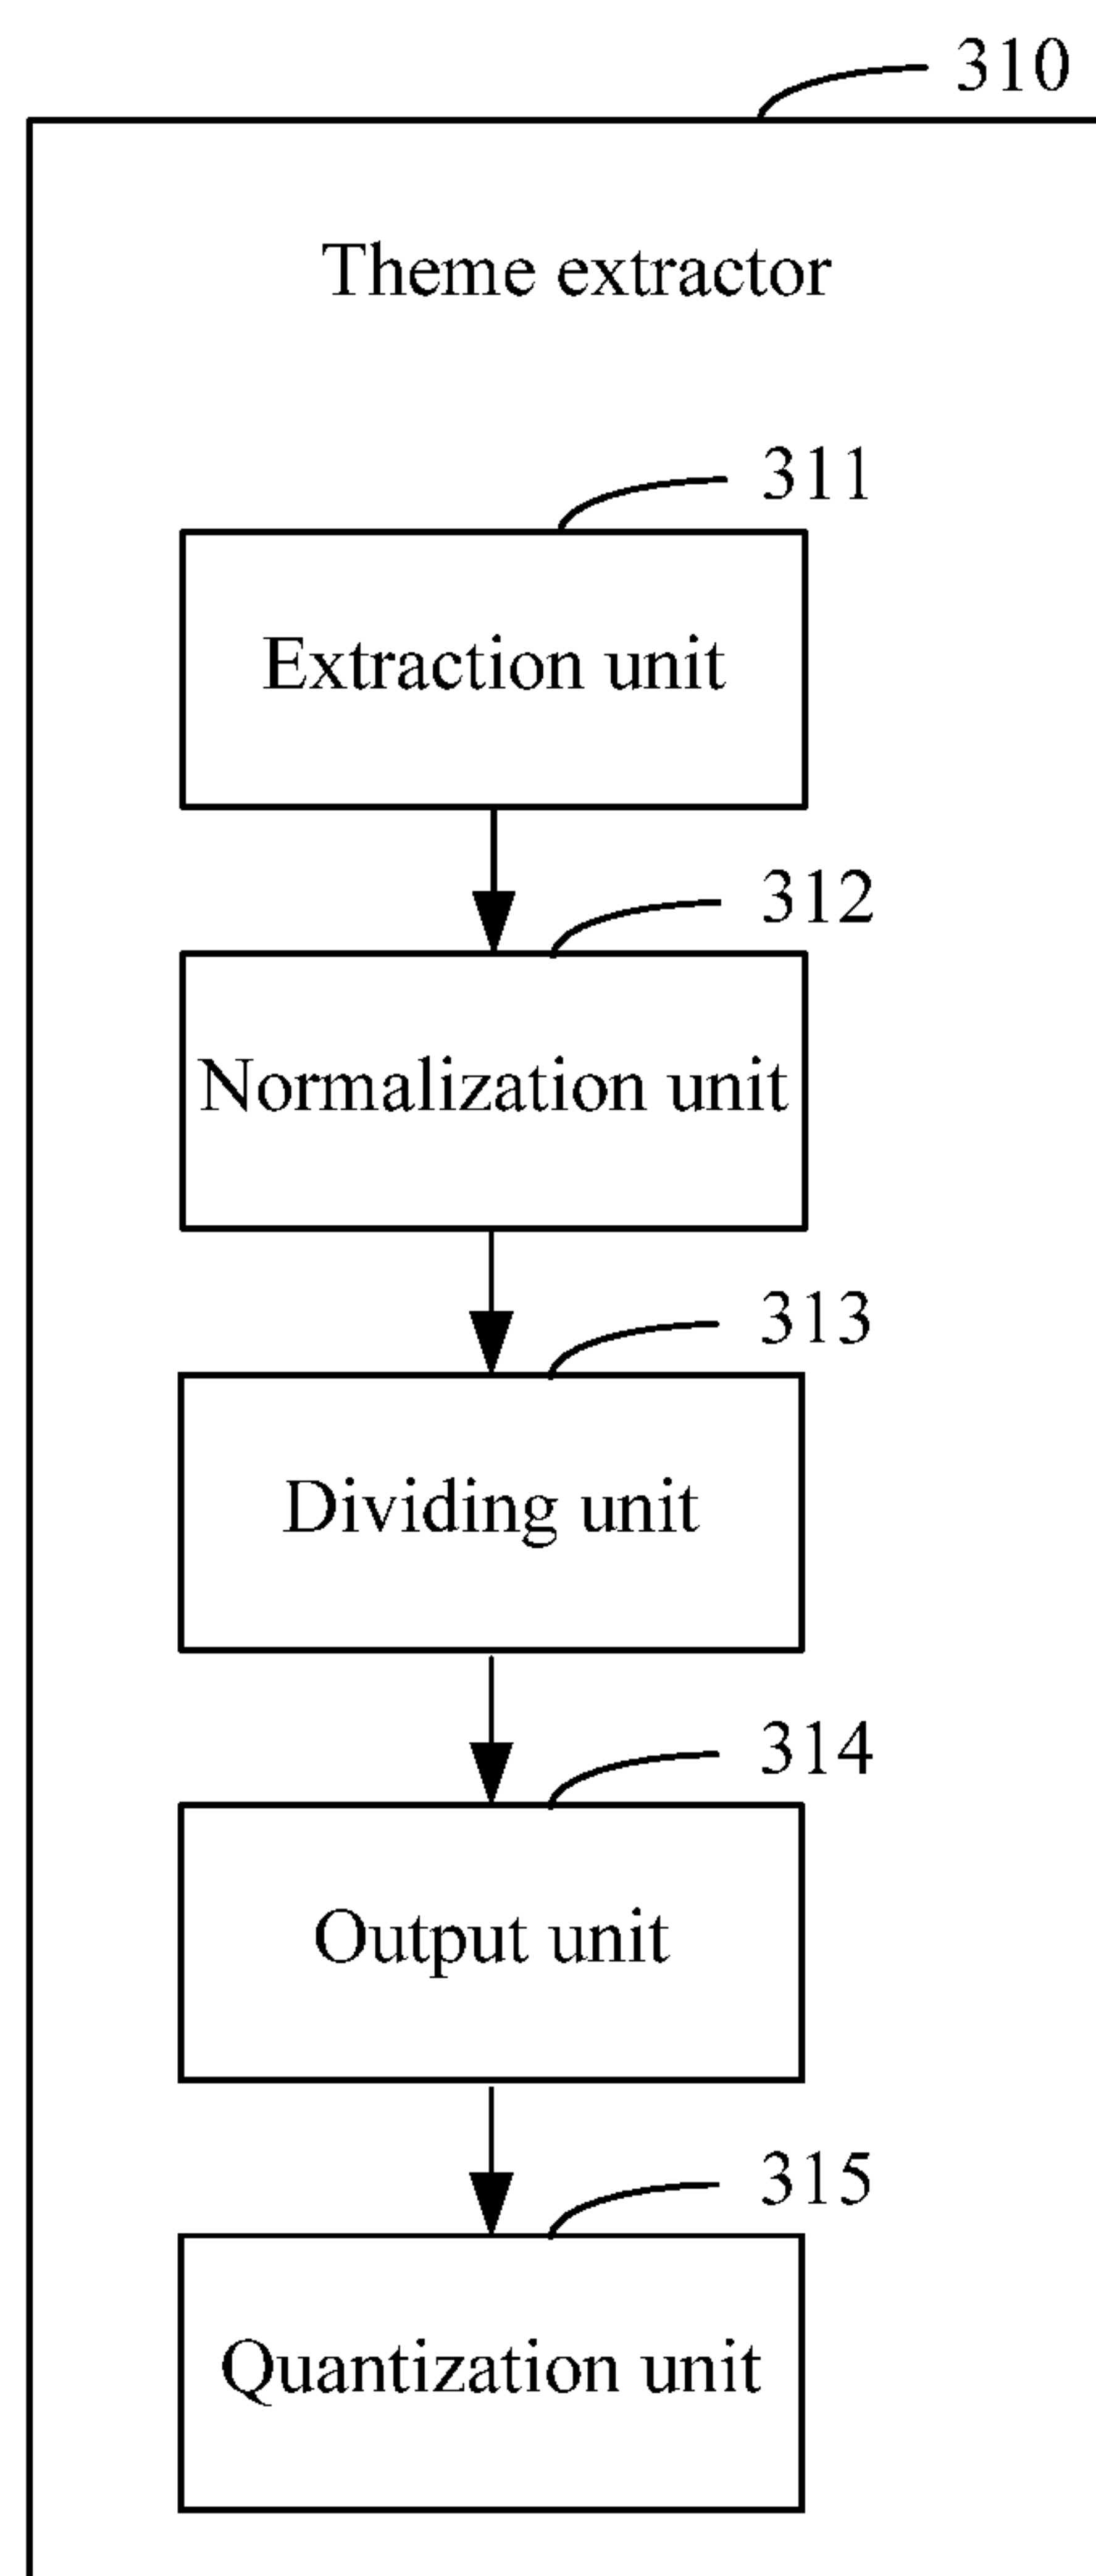 310
Theme extractor
311
Extraction unit
312
Normalization unit
313
Dividing unit
314
Output unit
315
Quantization unit